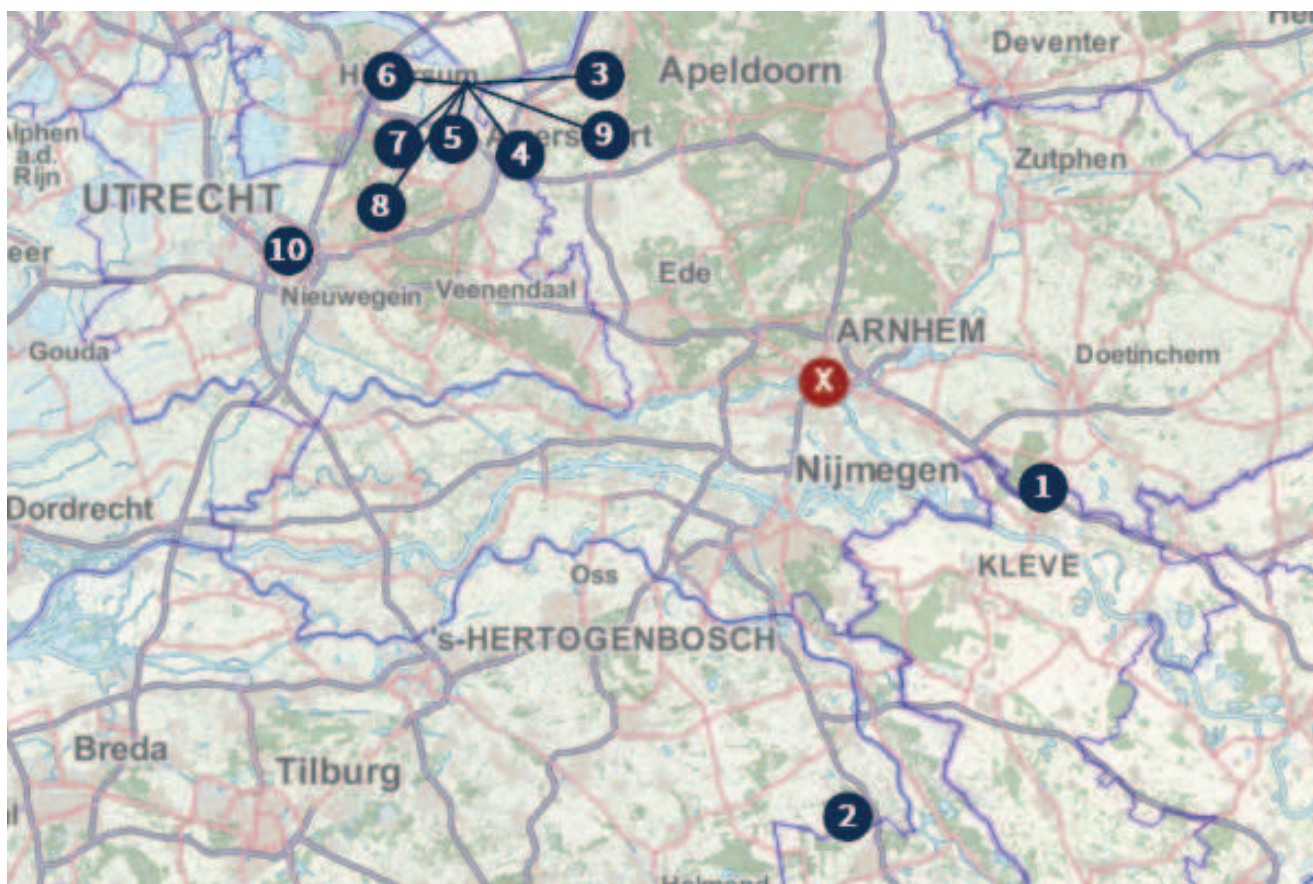 Deventer
6
3
Apeldoorn
Alphen
a.d.
Rijn
7
5
4
9
Zutphen
UTRECHT
8
10
Ede
Nieuwegein
Veenendaal
ARNHEM
Gouda
Doetinchem
X
Nijmegen
1
Dordrecht
KLEVE
Oss
's-HERTOGENBOSCH
Breda
Tilburg
2